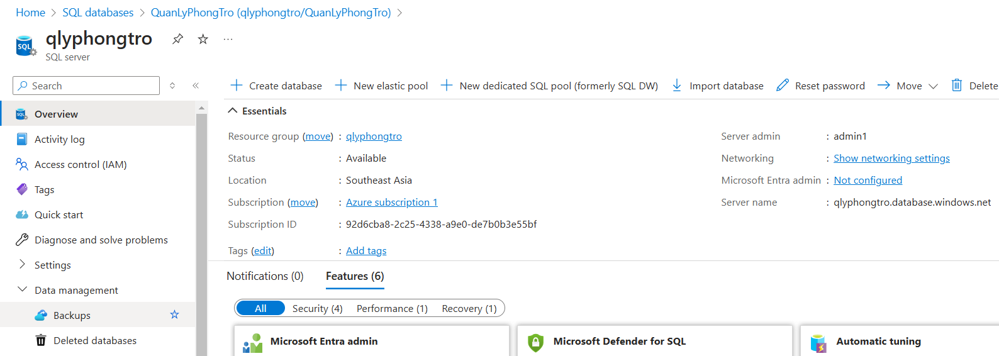 Home > SQL databases > QuanLyPhongTro (qlyphongtro/QuanLyPhongTro) >
SQL
qlyphongtro ...
SQL server
Search
Create database
New elastic pool
New dedicated SQL pool (formerly SQL DW)
Import database
Reset password
Move
Delete
SQL
Overview
Activity log
Access control (IAM)
Tags
Quick start
Diagnose and solve problems
Settings
Data management
Backups
Deleted databases
Essentials
Resource group (move) : qlyphongtro
Status : Available
Location : Southeast Asia
Subscription (move) : Azure subscription 1
Subscription ID : 92d6cba8-2c25-4338-a9e0-de7b0b3e55bf
Tags (edit) : Add tags
Server admin : admin1
Networking : Show networking settings
Microsoft Entra admin : Not configured
Server name : qlyphongtro.database.windows.net
Notifications (0) Features (6)
All Security (4) Performance (1) Recovery (1)
Microsoft Entra admin
Microsoft Defender for SQL
Automatic tuning